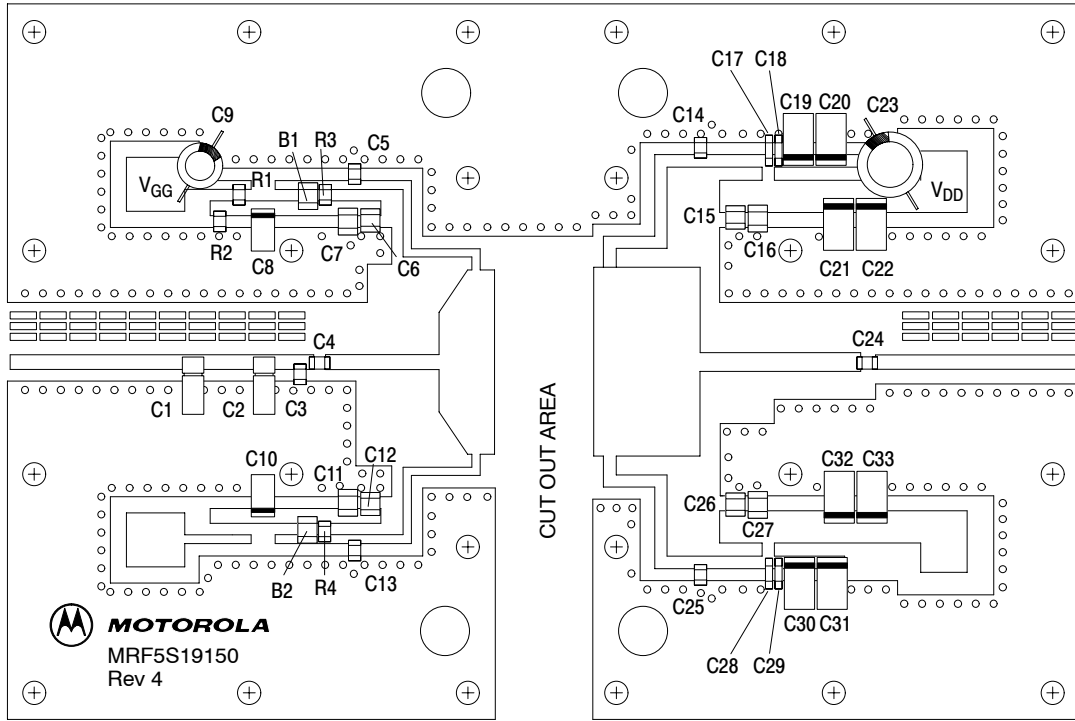 C17 C18
C19 C20
C23
C9
C14
B1 R3 C5
R1
VGG
VDD
C15
C16
R2
C8
C7
C6
C21 C22
C4
C24
C1 C2 C3
CUT OUT AREA
C10
C11
C12
C32 C33
C26
C27
B2 R4 C13
C25
C30 C31
C28 C29
MOTOROLA
MRF5S19150
Rev 4